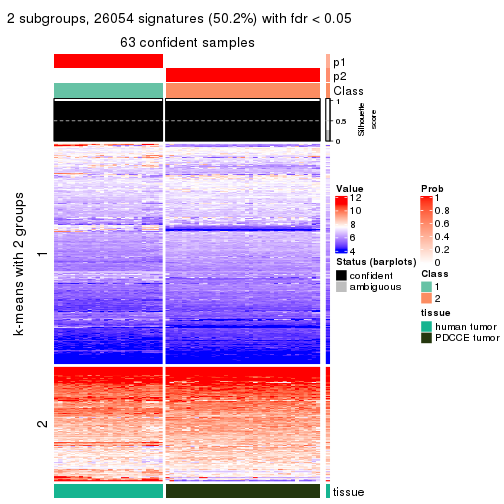 2 subgroups, 26054 signatures (50.2%) with fdr < 0.05
63 confident samples
p1
p2
Class
1
0.5
0
Silhouette
score
k-means with 2 groups
1
2
Value
12
10
8
6
4
Status (barplots)
confident
ambiguous
Prob
1
0.8
0.6
0.4
0.2
0
Class
1
2
tissue
human tumor
PDCCE tumor
tissue